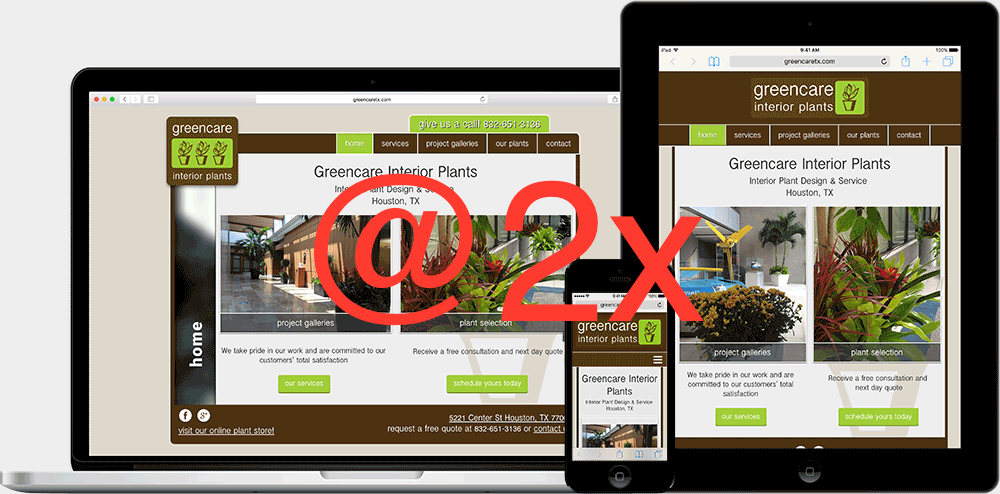 greencaretx.com
greencare
interior plants
give us a call 832-651-3136
home
services
project galleries
our plants
contact
Greencare Interior Plants
Interior Plant Design & Service
Houston, TX
project galleries
plant selection
home
We take pride in our work and are committed to our
customers' total satisfaction
Receive a free consultation and next day quote
our services
schedule yours today
visit our online plant store!
5221 Center St Houston, TX 770
request a free quote at 832-651-3136 or contact
@2x
iPad 9:41 AM 100%
greencaretx.com
greencare
interior plants
home
services
project galleries
our plants
contact
Greencare Interior Plants
Interior Plant Design & Service
Houston, TX
project galleries
plant selection
We take pride in our work and are
committed to our customers' total
satisfaction
Receive a free consultation and
next day quote
our services
schedule yours today
9:41 AM 100%
greencaretx.com
greencare
interior plants
Greencare Interior
Plants
Interior Plant Design & Service
Houston, TX